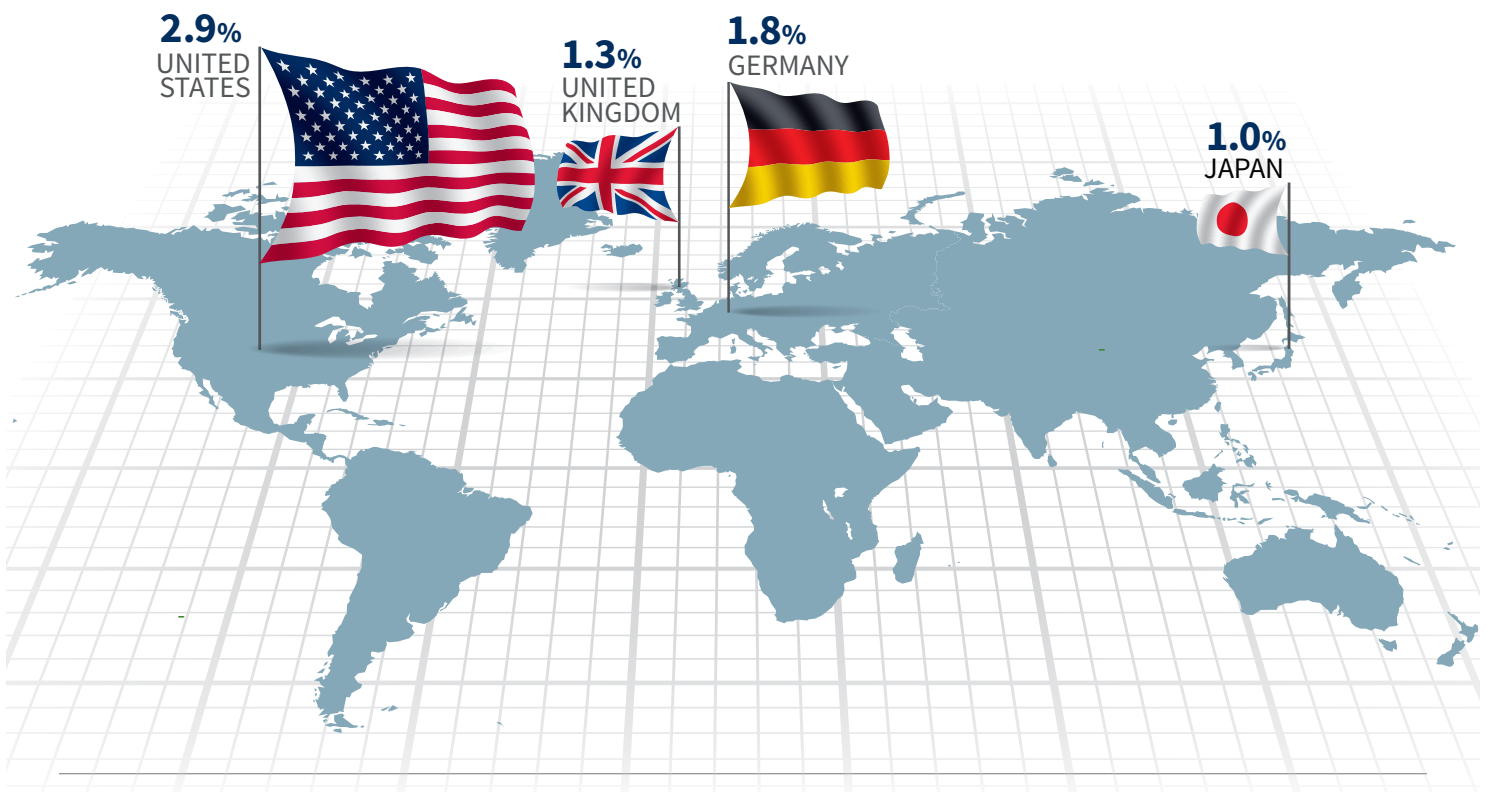 2.9%
UNITED
STATES
1.3%
UNITED
KINGDOM
1.8%
GERMANY
1.0%
JAPAN